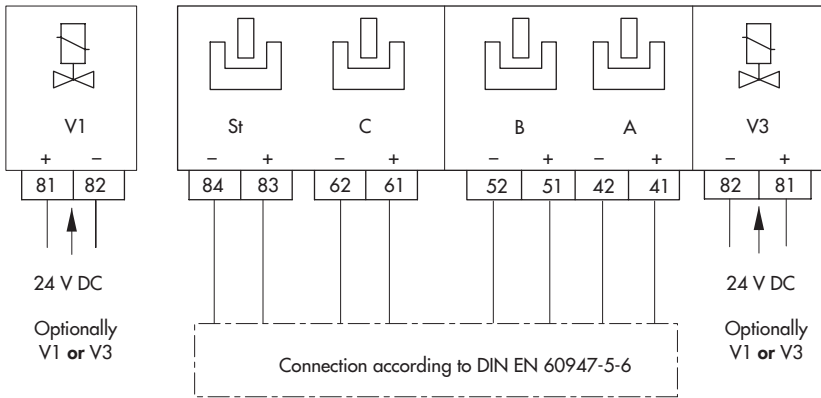 V1
St
C
B
A
V3
+ –
– +
– +
– +
– +
– +
81 82
84 83
62 61
52 51
42 41
82 81
24 V DC
24 V DC
Optionally
V1 or V3
Optionally
V1 or V3
Connection according to DIN EN 60947-5-6